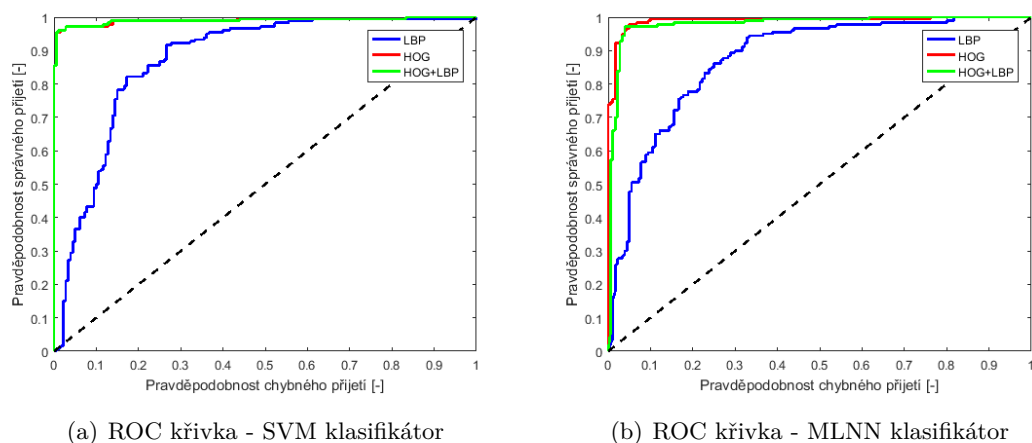 Pravděpodobnost správného přijetí [-]
1
0.9
0.8
0.7
0.6
0.5
0.4
0.3
0.2
0.1
0
LBP
HOG
HOG+LBP
0.1 0.2 0.3 0.4 0.5 0.6 0.7 0.8 0.9 1
Pravděpodobnost chybného přijetí [-]
(a) ROC křivka - SVM klasifikátor
Pravděpodobnost správného přijetí [-]
1
0.9
0.8
0.7
0.6
0.5
0.4
0.3
0.2
0.1
0
LBP
HOG
HOG+LBP
0 0.1 0.2 0.3 0.4 0.5 0.6 0.7 0.8 0.9 1
Pravděpodobnost chybného přijetí [-]
(b) ROC křivka - MLNN klasifikátor